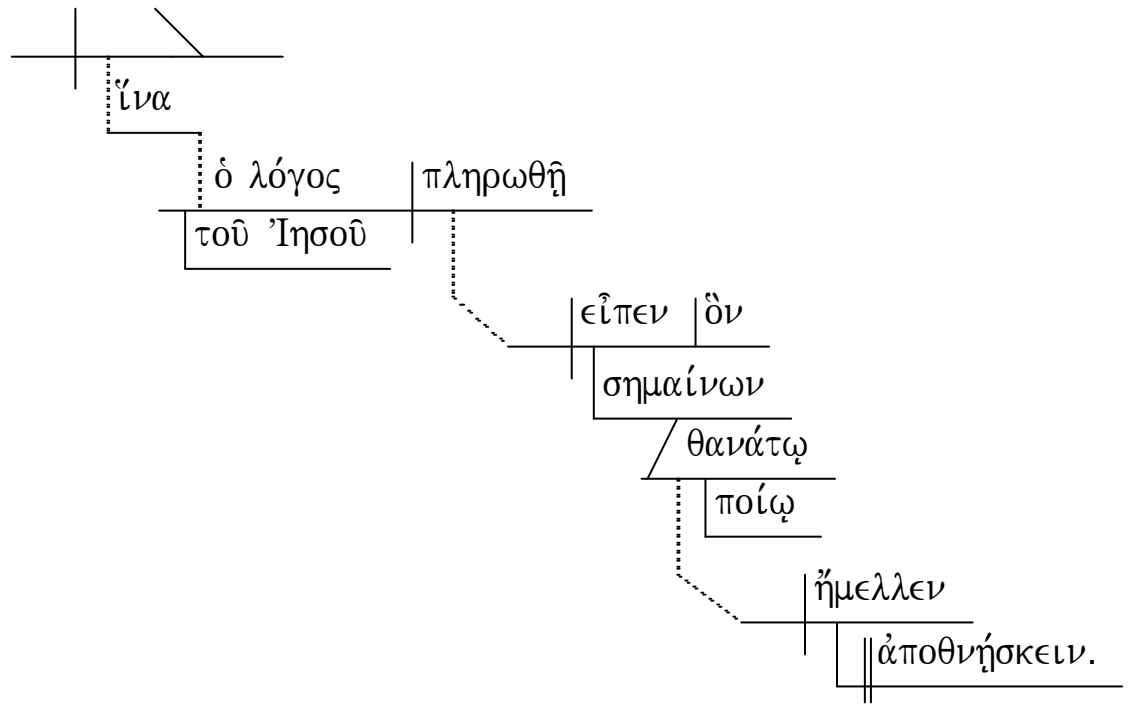 ἵνα
ὁ λόγος πληρωθῇ
τοῦ Ἰησοῦ
εἶπεν ὃν
σημαίνων
θανάτῳ
ποίῳ
ἤμελλεν
ἀποθνῄσκειν.